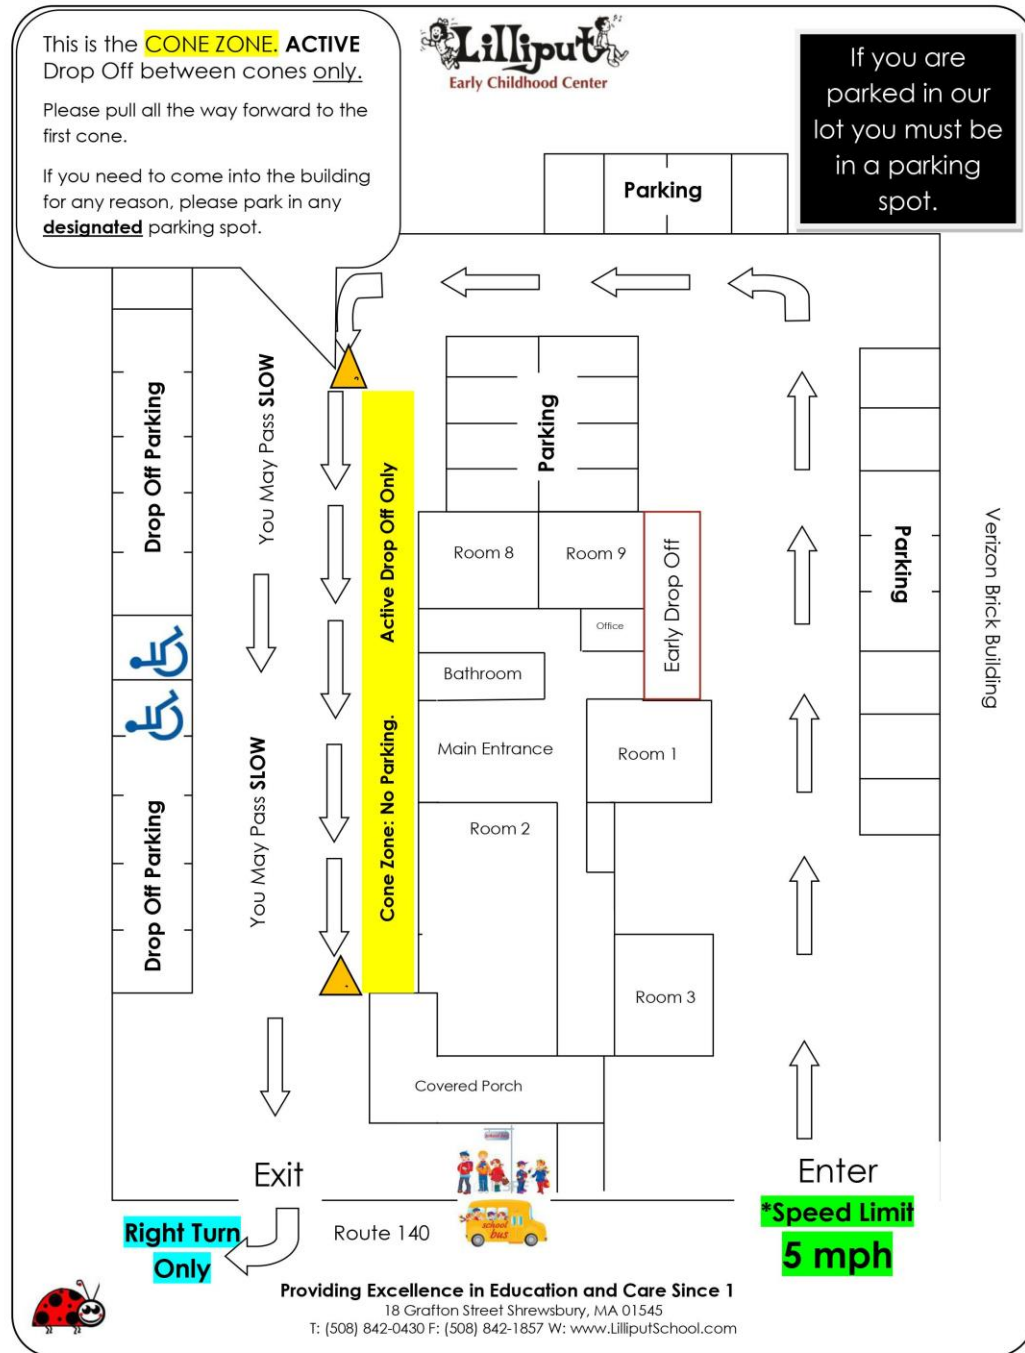 This is the CONE ZONE. ACTIVE
Drop Off between cones only.
Please pull all the way forward to the
first cone.
If you need to come into the building
for any reason, please park in any
designated parking spot.
Lilliput
Early Childhood Center
If you are
parked in our
lot you must be
in a parking
spot.
Parking
Drop Off Parking
You May Pass SLOW
Active Drop Off Only
Parking
Parking
Verizon Brick Building
Room 8
Room 9
Early Drop Off
Office
Bathroom
Main Entrance
Room 1
Drop Off Parking
You May Pass SLOW
Cone Zone: No Parking.
Room 2
Room 3
Covered Porch
Exit
Enter
*Speed Limit
5 mph
Right Turn
Only
Route 140
school
bus
Providing Excellence in Education and Care Since 1
18 Grafton Street Shrewsbury, MA 01545
T: (508) 842-0430 F: (508) 842-1857 W: www.LilliputSchool.com